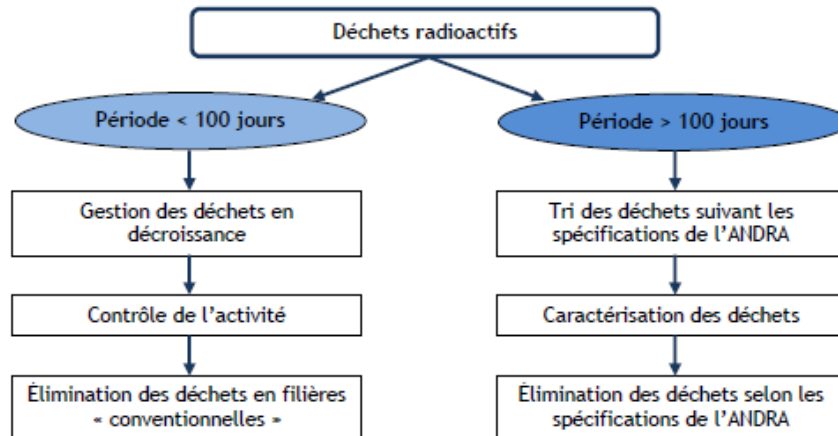 Déchets radioactifs
Période < 100 jours
Période > 100 jours
Gestion des déchets en
décroissance
Tri des déchets suivant les
spécifications de l'ANDRA
Contrôle de l'activité
Caractérisation des déchets
Élimination des déchets en filières
« conventionnelles »
Élimination des déchets selon les
spécifications de l'ANDRA